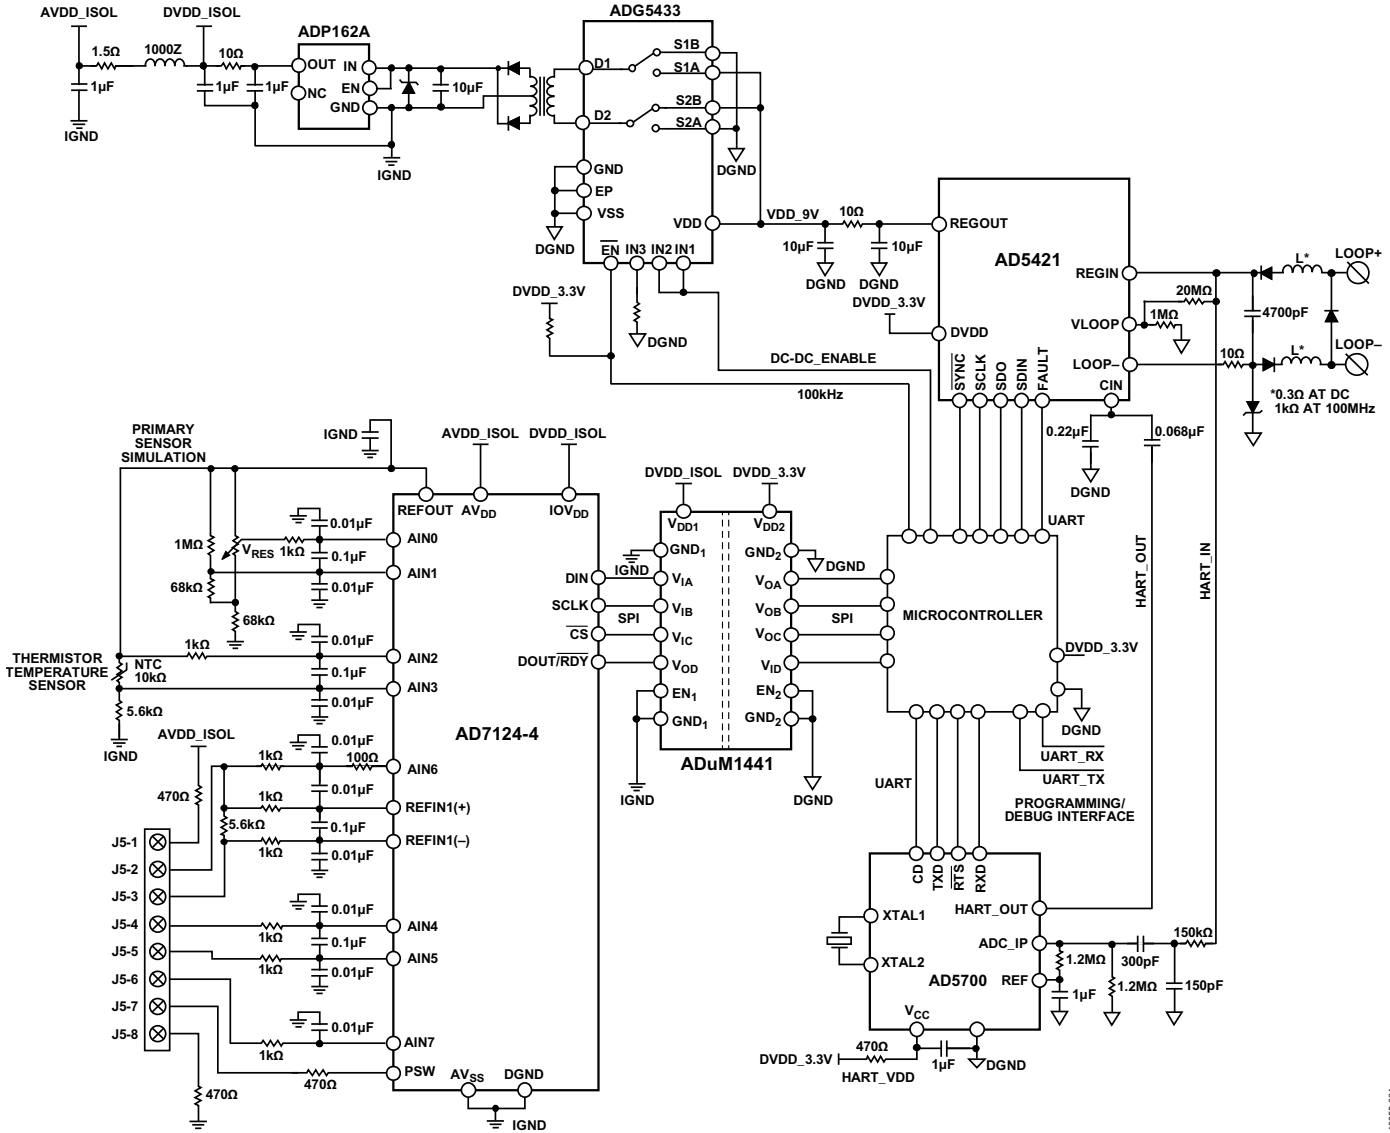 AVDD_ISOL
DVDD_ISOL
1.5Ω
1000Z
10Ω
1µF
1µF
1µF
IGND
ADP162A
OUT
IN
EN
NC
GND
10µF
IGND
ADG5433
D1
S1B
S1A
D2
S2B
S2A
DGND
GND
EP
VSS
DGND
VDD
EN
IN3
IN2
IN1
DVDD_3.3V
DGND
VDD_9V
10Ω
10µF
10µF
DGND
DGND
DVDD_3.3V
DC-DC_ENABLE
100kHz
AD5421
REGOUT
REGIN
VLOOP
DVDD
LOOP–
CIN
SYNC
SCLK
SDO
SDIN
FAULT
20MΩ
1MΩ
L*
LOOP+
4700pF
10Ω
L*
LOOP–
*0.3Ω AT DC
1kΩ AT 100MHz
0.22µF
0.068µF
DGND
UART
HART_OUT
HART_IN
PRIMARY
SENSOR
SIMULATION
IGND
AVDD_ISOL
DVDD_ISOL
REFOUT
AVDD
IOVDD
0.01µF
1MΩ
VRES
1kΩ
AIN0
0.1µF
AIN1
68kΩ
0.01µF
68kΩ
0.01µF
1kΩ
AIN2
THERMISTOR
TEMPERATURE
SENSOR
NTC
10kΩ
0.1µF
AIN3
0.01µF
5.6kΩ
IGND
AVDD_ISOL
470Ω
0.01µF
1kΩ
100Ω
AIN6
0.01µF
1kΩ
REFIN1(+)
5.6kΩ
0.1µF
1kΩ
REFIN1(–)
0.01µF
J5-1
J5-2
J5-3
J5-4
J5-5
J5-6
J5-7
J5-8
0.01µF
1kΩ
AIN4
0.1µF
1kΩ
AIN5
0.01µF
0.01µF
1kΩ
AIN7
470Ω
PSW
470Ω
AD7124-4
DIN
SCLK
CS
DOUT/RDY
AVSS
DGND
IGND
SPI
DVDD_ISOL
DVDD_3.3V
VDD1
VDD2
GND1
GND2
IGND
DGND
VIA
VOA
VIB
VOB
VIC
VOC
VOD
VID
EN1
EN2
GND1
GND2
ADuM1441
IGND
DGND
SPI
MICROCONTROLLER
DVDD_3.3V
DGND
UART_RX
UART_TX
PROGRAMMING/
DEBUG INTERFACE
UART
CD
TXD
RTS
RXD
HART_OUT
XTAL1
ADC_IP
XTAL2
REF
AD5700
VCC
1.2MΩ
300pF
150kΩ
1µF
1.2MΩ
150pF
DVDD_3.3V
470Ω
HART_VDD
1µF
DGND